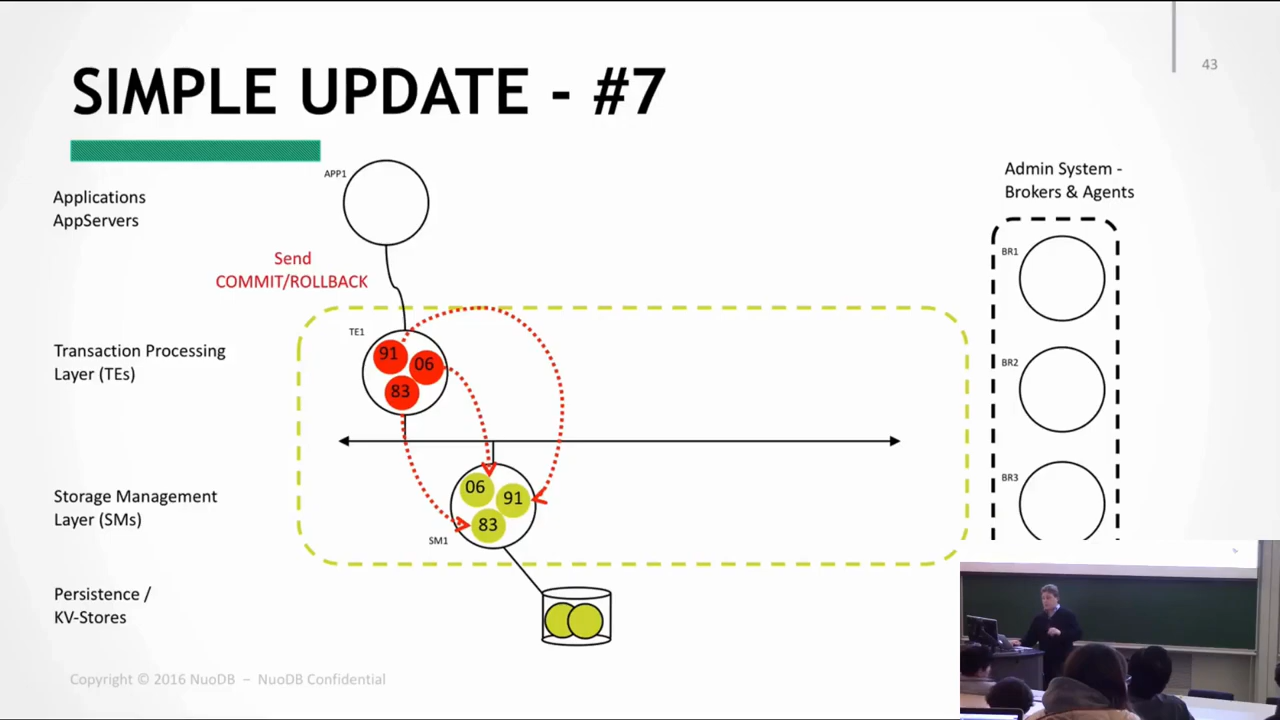 SIMPLE UPDATE - #7
43
Applications
AppServers
APP1
Send
COMMIT/ROLLBACK
Admin System -
Brokers & Agents
BR1
BR2
BR3
Transaction Processing
Layer (TEs)
TE1
91
06
83
Storage Management
Layer (SMs)
06
91
83
SM1
Persistence /
KV-Stores
Copyright © 2016 NuoDB – NuoDB Confidential